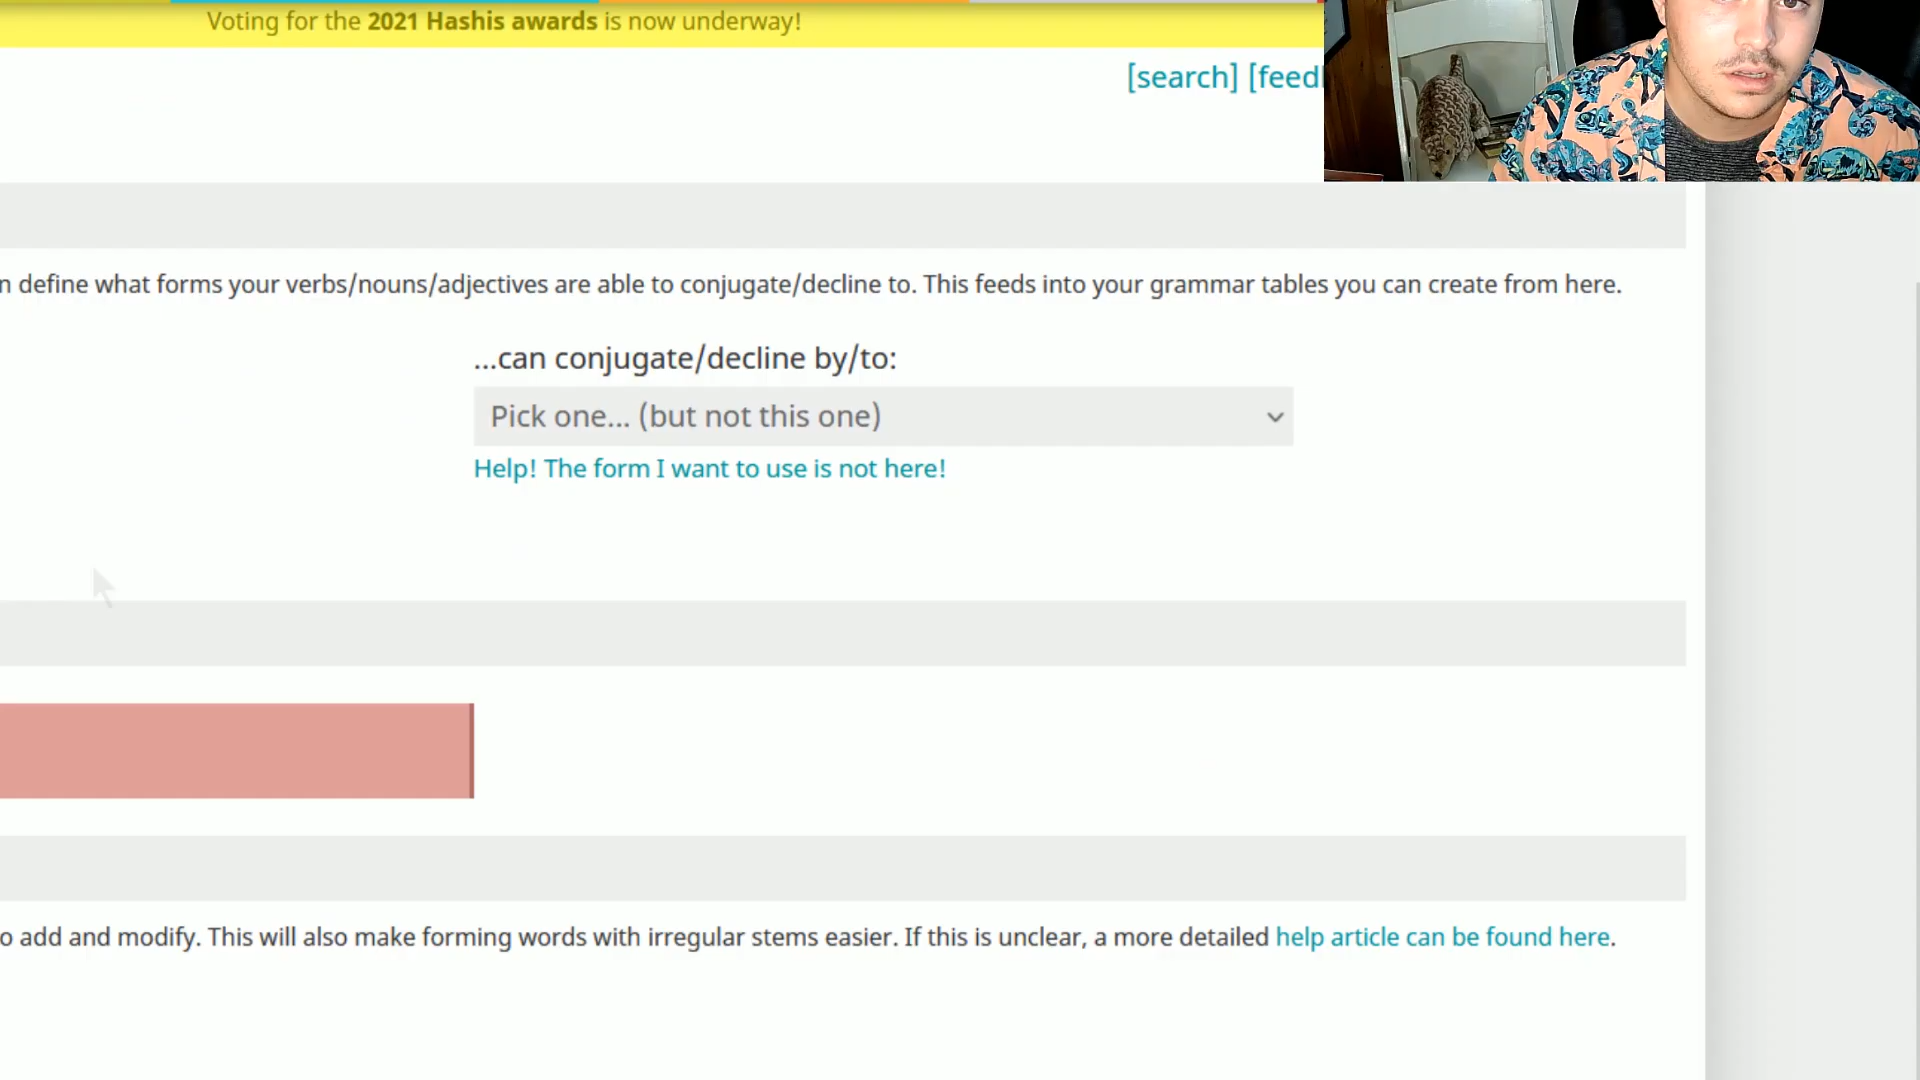 Voting for the 2021 Hashis awards is now underway!
[search] [feed
n define what forms your verbs/nouns/adjectives are able to conjugate/decline to. This feeds into your grammar tables you can create from here.
...can conjugate/decline by/to:
Pick one... (but not this one)
Help! The form I want to use is not here!
o add and modify. This will also make forming words with irregular stems easier. If this is unclear, a more detailed help article can be found here.